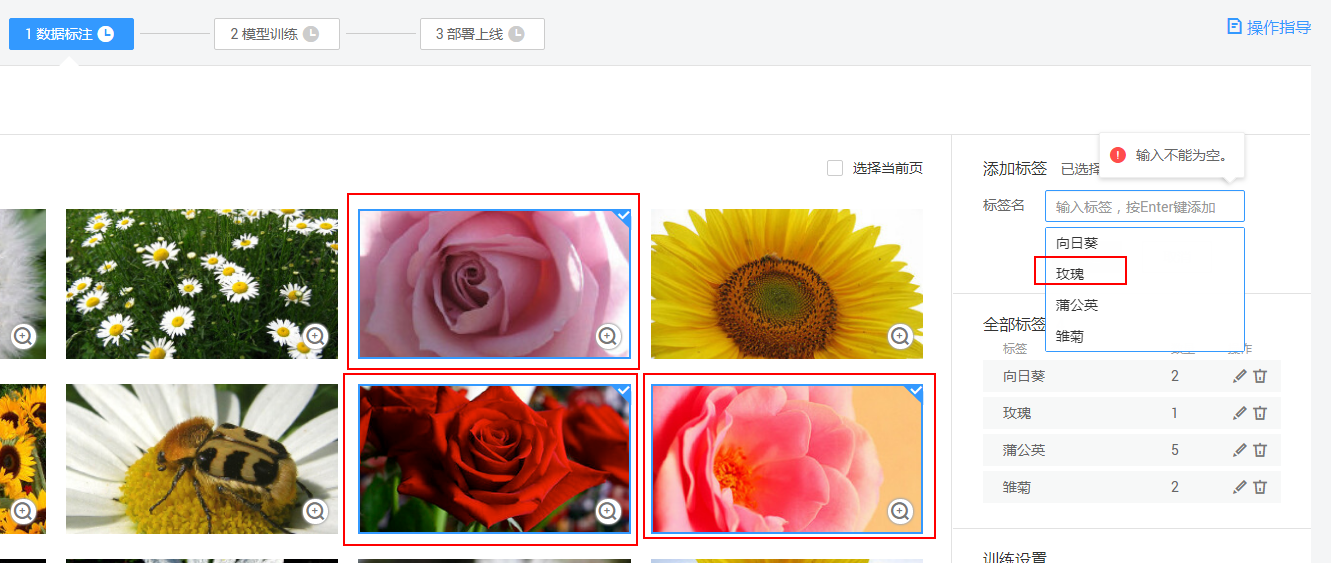 1 数据标注
2 模型训练
3 部署上线
操作指导
选择当前页
添加标签
已选择
输入不能为空。
标签名
输入标签，按Enter键添加
向日葵
玫瑰
蒲公英
雏菊
全部标签
标签
向日葵 2
玫瑰 1
蒲公英 5
雏菊 2
训练设置